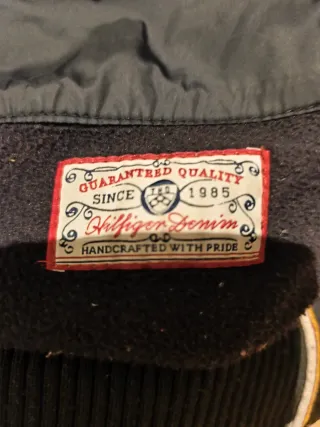 GUARANTEED QUALITY
SINCE 1985
Hilfiger Denim
HANDCRAFTED WITH PRIDE